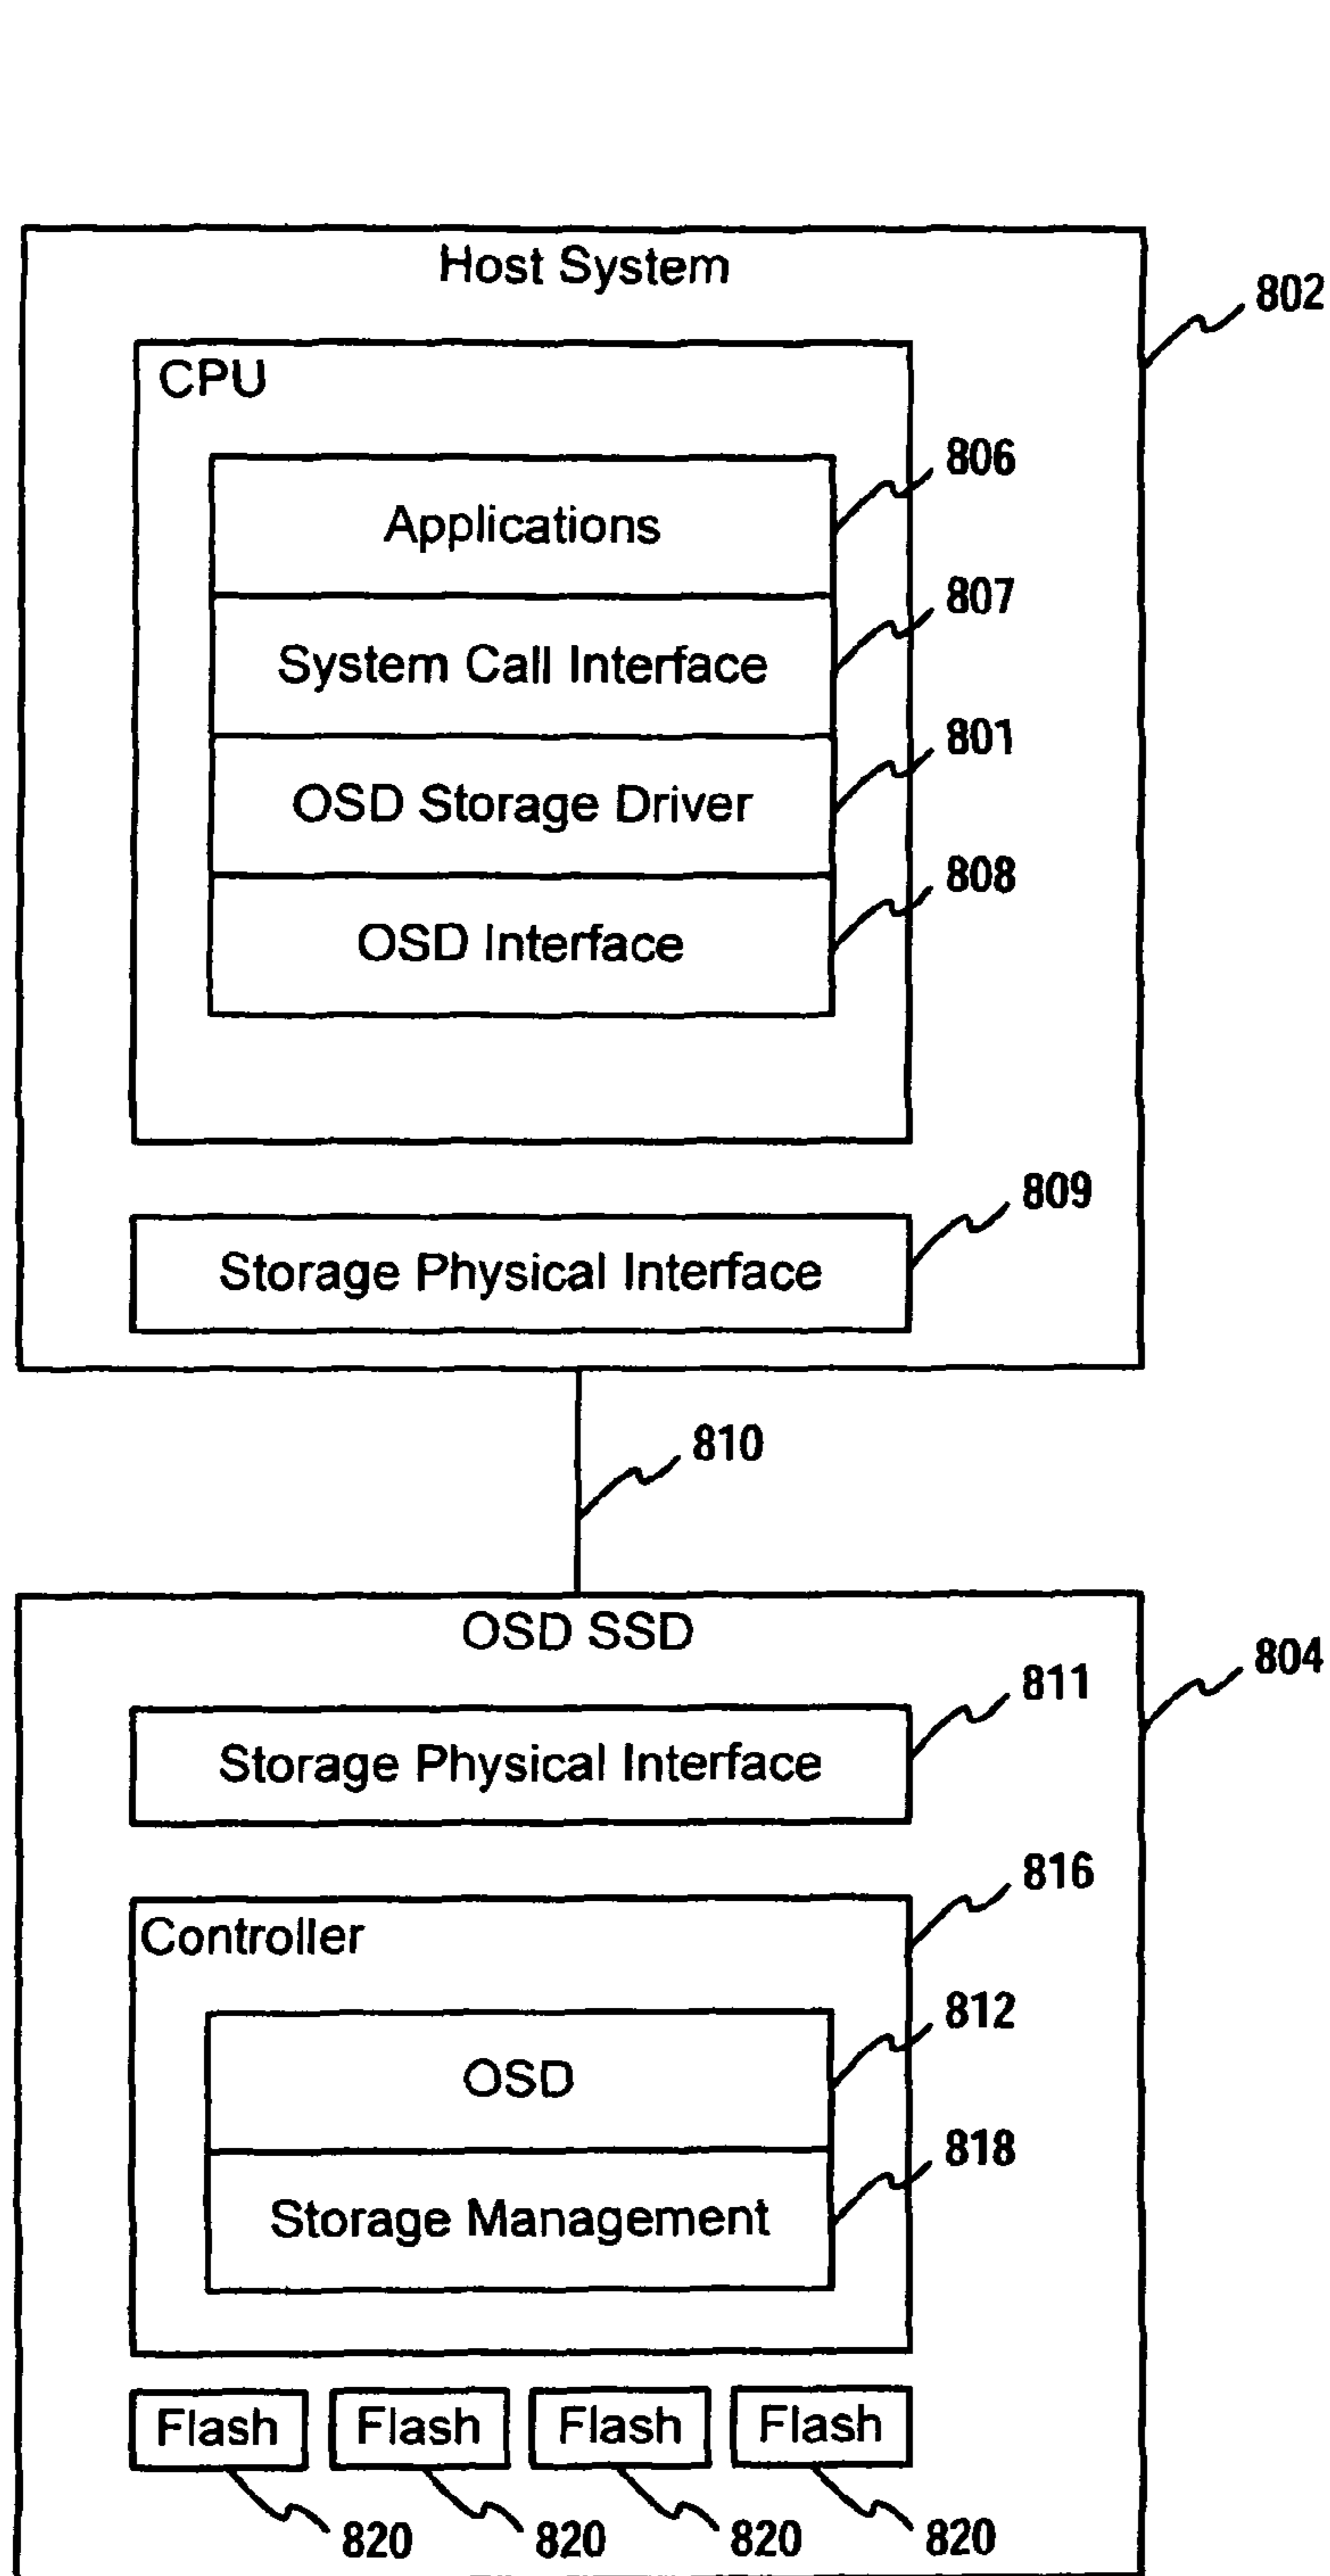 Host System
802
CPU
806
Applications
807
System Call Interface
801
OSD Storage Driver
808
OSD Interface
809
Storage Physical Interface
810
OSD SSD
804
811
Storage Physical Interface
816
Controller
812
OSD
818
Storage Management
Flash Flash Flash Flash
820 820 820 820